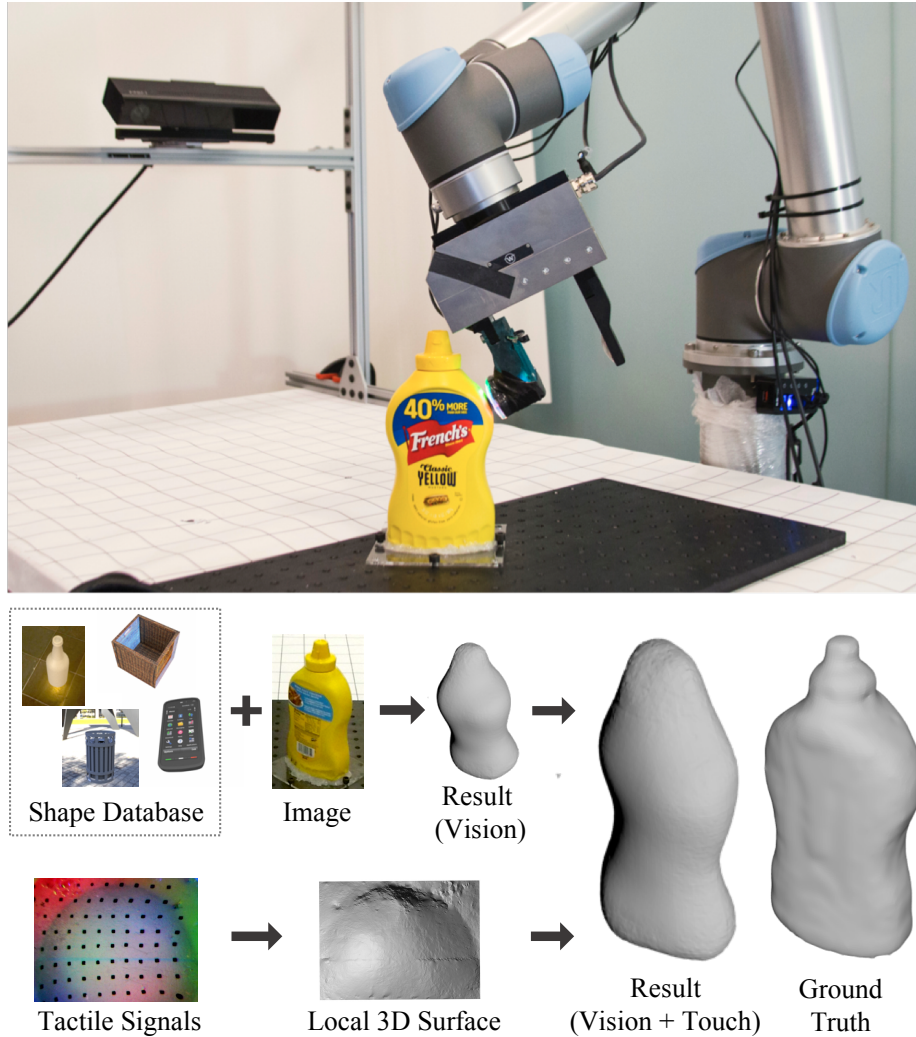 40% MORE
French's
Classic
YELLOW
Shape Database
Image
Result
(Vision)
Tactile Signals
Local 3D Surface
Result
(Vision + Touch)
Ground
Truth